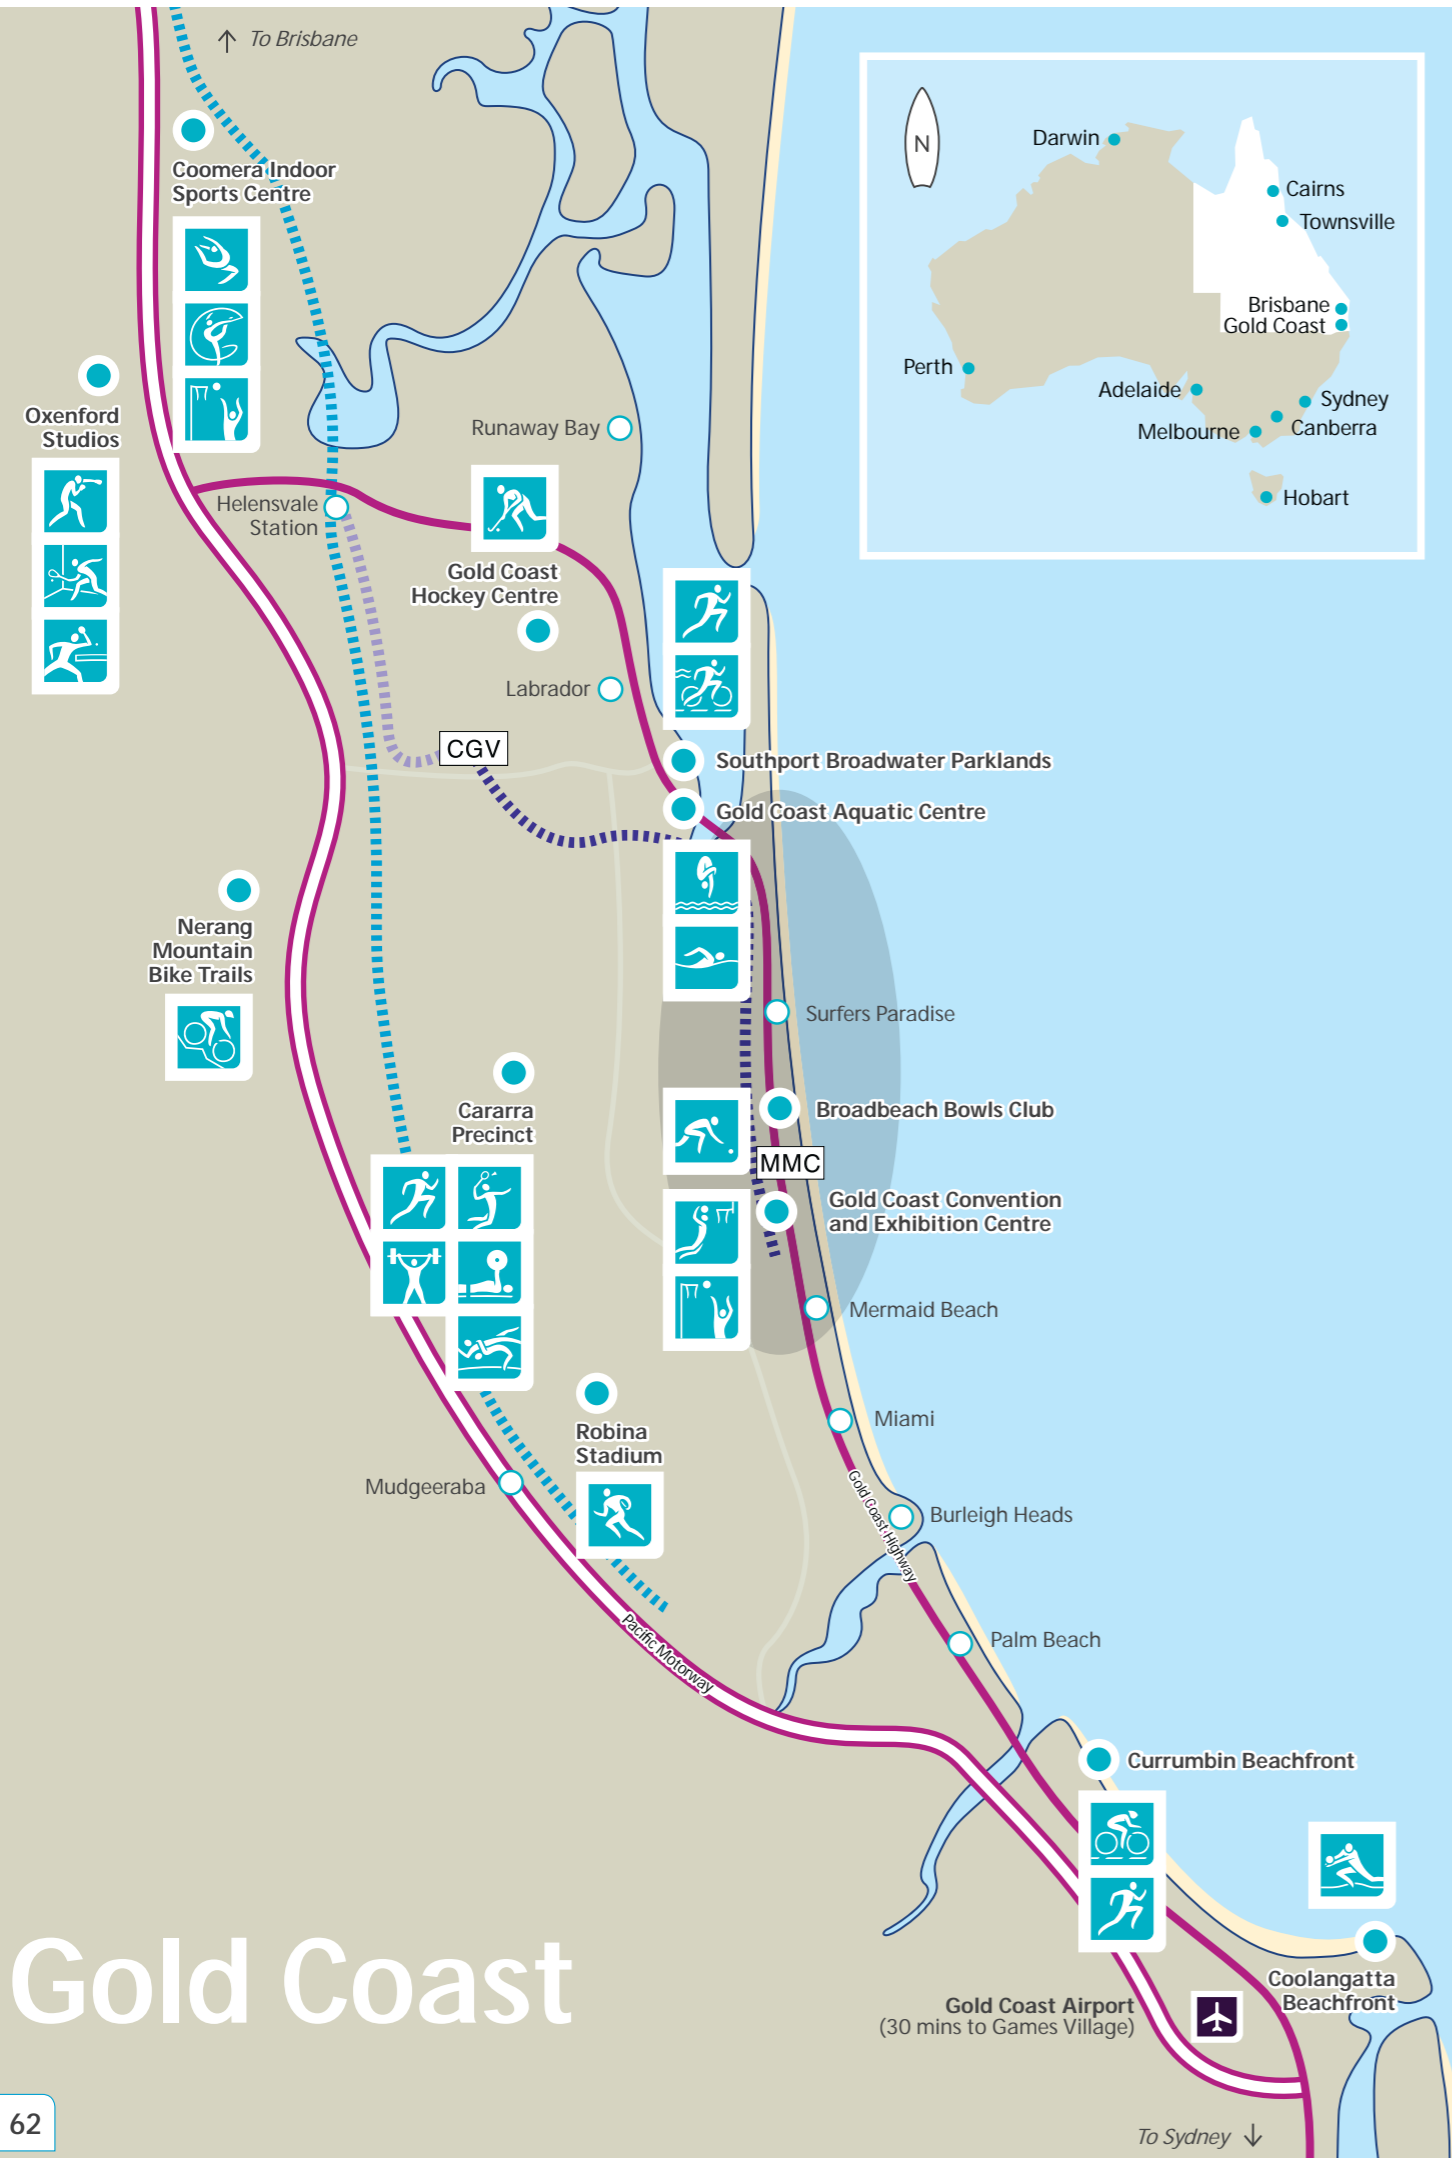 ↑ To Brisbane
Coomera Indoor
Sports Centre
N
Darwin
Cairns
Townsville
Brisbane
Gold Coast
Perth
Adelaide
Sydney
Melbourne
Canberra
Hobart
Oxenford
Studios
Runaway Bay
Helensvale
Station
Gold Coast
Hockey Centre
Labrador
CGV
Southport Broadwater Parklands
Gold Coast Aquatic Centre
Nerang
Mountain
Bike Trails
Surfers Paradise
Cararra
Precinct
Broadbeach Bowls Club
MMC
Gold Coast Convention
and Exhibition Centre
Mermaid Beach
Robina
Stadium
Miami
Mudgeeraba
Gold Coast Highway
Burleigh Heads
Pacific Motorway
Palm Beach
Currumbin Beachfront
Gold Coast
Coolangatta
Beachfront
Gold Coast Airport
(30 mins to Games Village)
62
To Sydney ↓